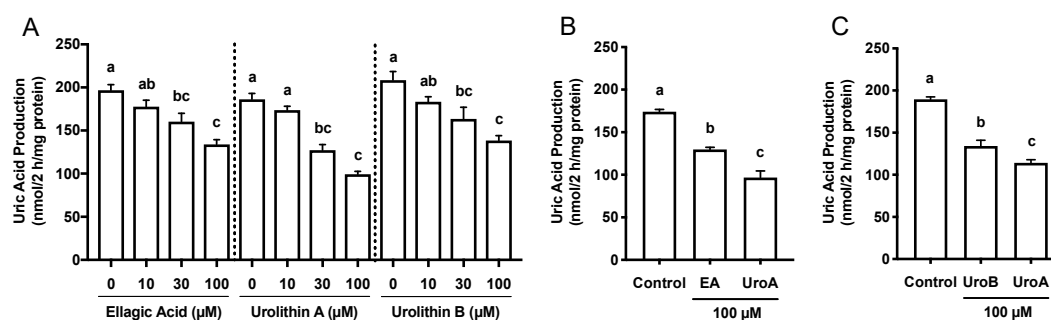 A
Uric Acid Production
(nmol/2 h/mg protein)
250
200
150
100
50
0
a
ab
bc
c
a
a
bc
c
a
ab
bc
c
0 10 30 100 0 10 30 100 0 10 30 100
Ellagic Acid (µM) Urolithin A (µM) Urolithin B (µM)
B
Uric Acid Production
(nmol/2 h/mg protein)
250
200
150
100
50
0
a
b
c
Control EA UroA
100 µM
C
Uric Acid Production
(nmol/2 h/mg protein)
250
200
150
100
50
0
a
b
c
Control UroB UroA
100 µM